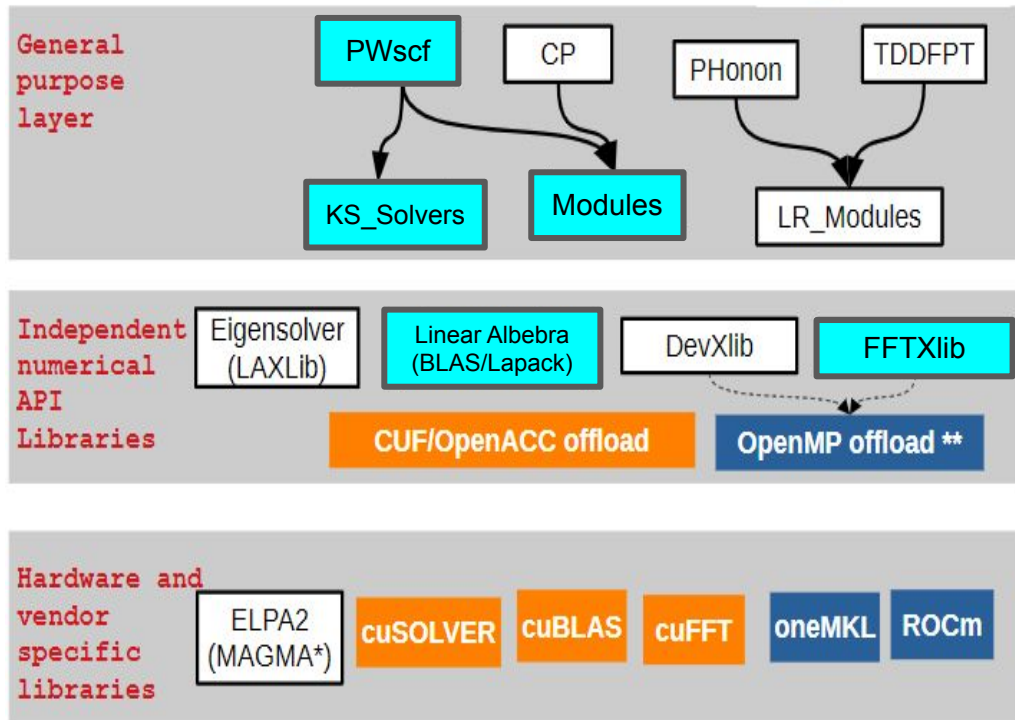 General
purpose
layer
PWscf
CP
PHonon
TDDFPT
KS_Solvers
Modules
LR_Modules
Independent
numerical
API
Libraries
Eigensolver
(LAXLib)
Linear Albebra
(BLAS/Lapack)
DevXlib
FFTXlib
CUF/OpenACC offload
OpenMP offload **
Hardware and
vendor
specific
libraries
ELPA2
(MAGMA*)
cuSOLVER
cuBLAS
cuFFT
oneMKL
ROCm